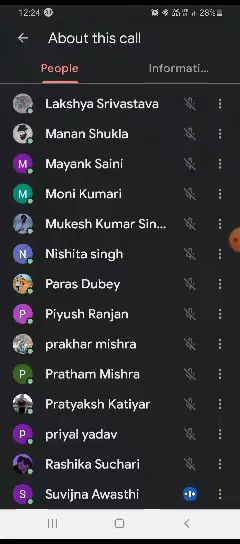 12:24 28%
About this call
People Informati...
Lakshya Srivastava
Manan Shukla
M Mayank Saini
M Moni Kumari
Mukesh Kumar Sin...
N Nishita singh
Paras Dubey
P Piyush Ranjan
prakhar mishra
P Pratham Mishra
Pratyaksh Katiyar
p priyal yadav
Rashika Suchari
S Suvijna Awasthi